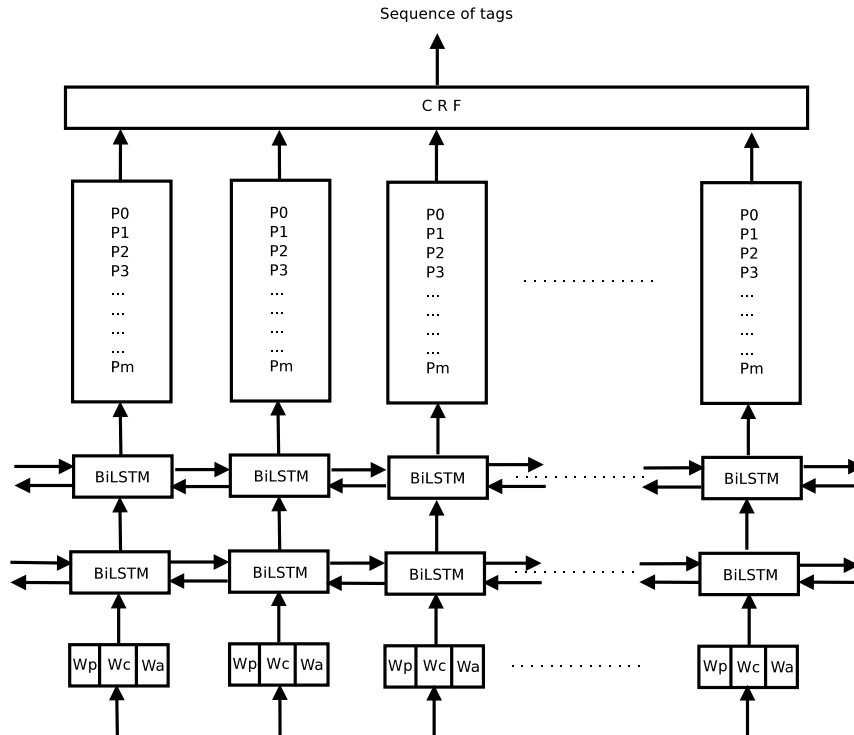 Sequence of tags
C R F
P0 P0 P0 P0
P1 P1 P1 P1
P2 P2 P2 P2
P3 P3 P3 P3
... ... ... ...
... ... ... ...
... ... ... ...
... ... ... ...
Pm Pm Pm Pm
BiLSTM BiLSTM BiLSTM BiLSTM
BiLSTM BiLSTM BiLSTM BiLSTM
Wp Wc Wa Wp Wc Wa Wp Wc Wa Wp Wc Wa